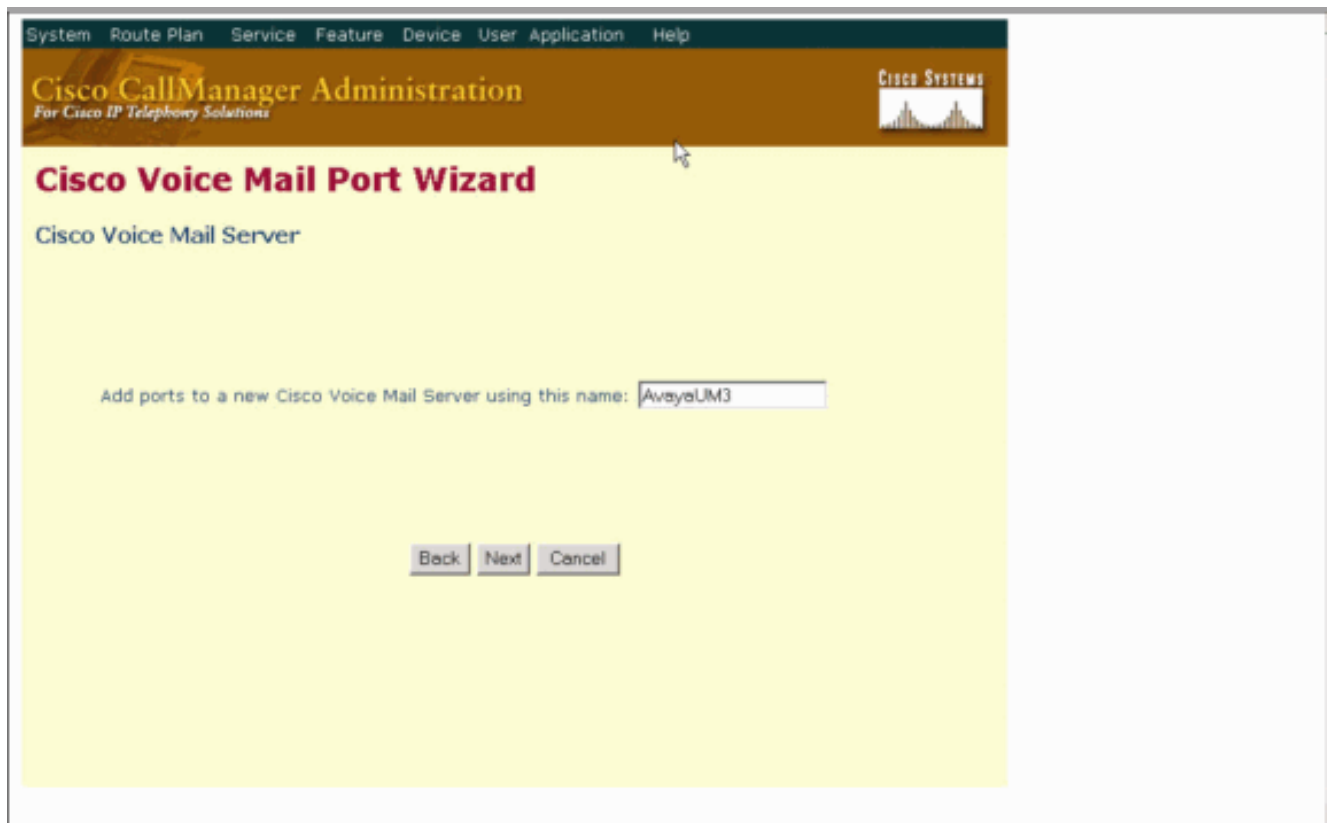 System Route Plan Service Feature Device User Application Help
Cisco CallManager Administration
For Cisco IP Telephony Solutions
CISCO SYSTEMS
Cisco Voice Mail Port Wizard
Cisco Voice Mail Server
Add ports to a new Cisco Voice Mail Server using this name: AvayaUM3
Back Next Cancel